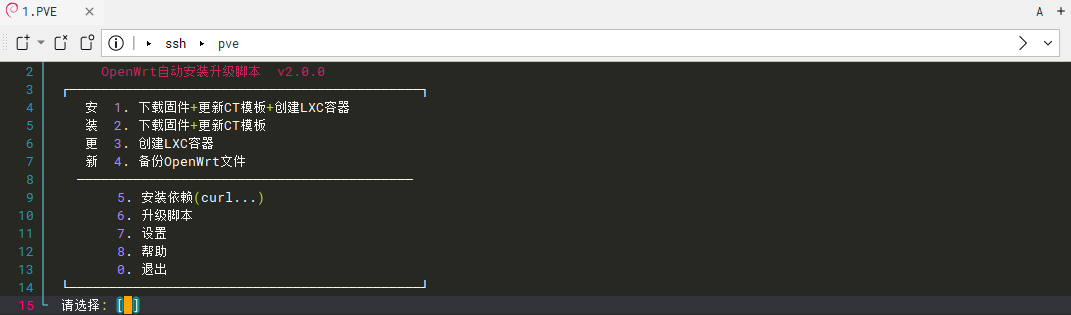 1.PVE
A
ssh
pve
2 OpenWrt自动安装升级脚本 v2.0.0
3
4 安 1. 下载固件+更新CT模板+创建LXC容器
5 装 2. 下载固件+更新CT模板
6 更 3. 创建LXC容器
7 新 4. 备份OpenWrt文件
8
9 5. 安装依赖(curl...)
10 6. 升级脚本
11 7. 设置
12 8. 帮助
13 0. 退出
14
15 请选择: [ ]